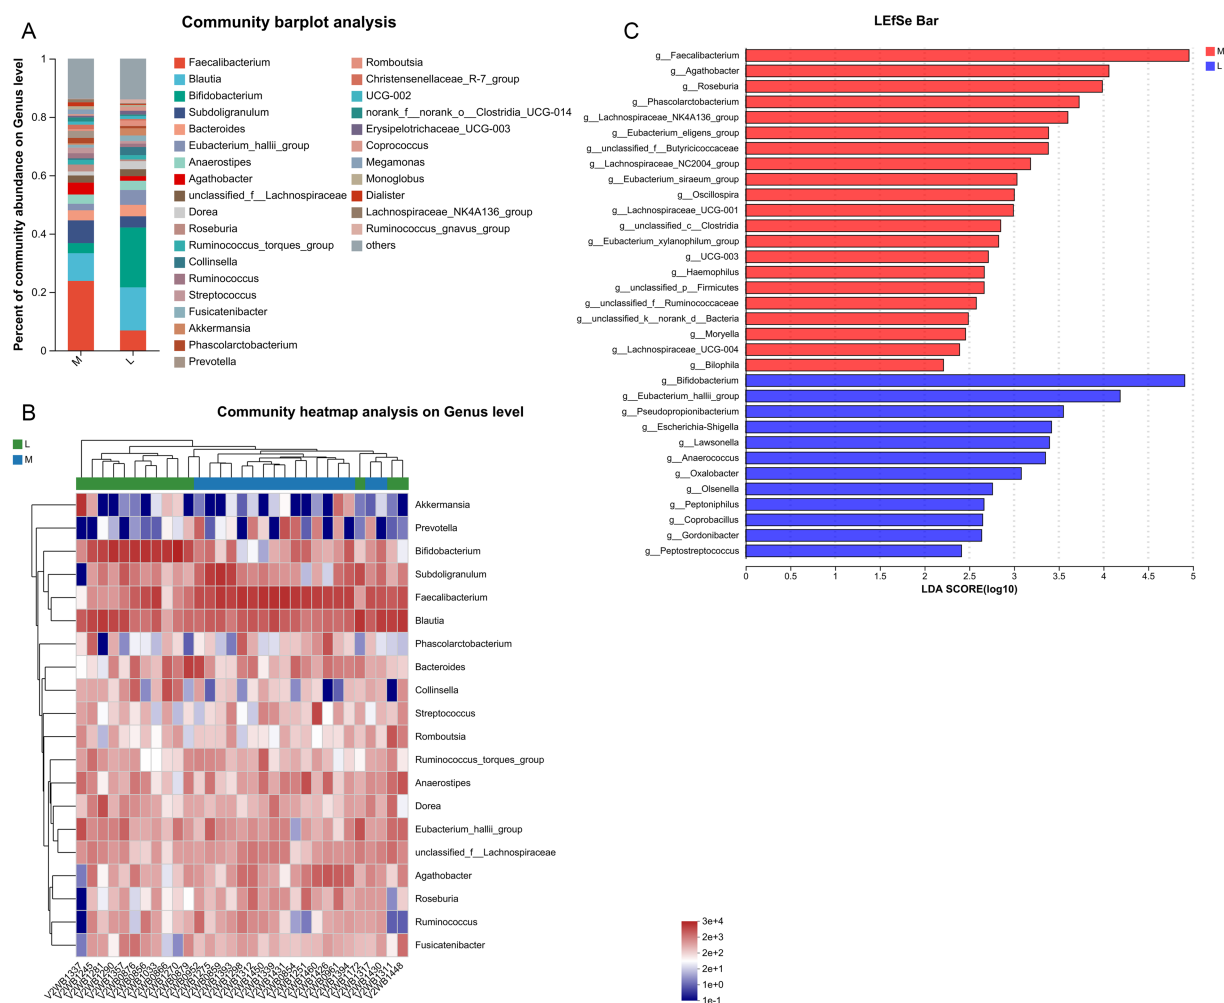 A
Community barplot analysis
Percent of community abundance on Genus level
1
0.8
0.6
0.4
0.2
0
M
L
Faecalibacterium
Blautia
Bifidobacterium
Subdoligranulum
Bacteroides
Eubacterium_hallii_group
Anaerostipes
Agathobacter
unclassified_f__Lachnospiraceae
Dorea
Roseburia
Ruminococcus_torques_group
Collinsella
Ruminococcus
Streptococcus
Fusicatenibacter
Akkermansia
Phascolarctobacterium
Prevotella
Romboutsia
Christensenellaceae_R-7_group
UCG-002
norank_f__norank_o__Clostridia_UCG-014
Erysipelotrichaceae_UCG-003
Coprococcus
Megamonas
Monoglobus
Dialister
Lachnospiraceae_NK4A136_group
Ruminococcus_gnavus_group
others
C
LEfSe Bar
M
L
g__Faecalibacterium
g__Agathobacter
g__Roseburia
g__Phascolarctobacterium
g__Lachnospiraceae_NK4A136_group
g__Eubacterium_eligens_group
g__unclassified_f__Butyricicoccaceae
g__Lachnospiraceae_NC2004_group
g__Eubacterium_siraeum_group
g__Oscillospira
g__Lachnospiraceae_UCG-001
g__unclassified_c__Clostridia
g__Eubacterium_xylanophilum_group
g__UCG-003
g__Haemophilus
g__unclassified_p__Firmicutes
g__unclassified_f__Ruminococcaceae
g__unclassified_k__norank_d__Bacteria
g__Moryella
g__Lachnospiraceae_UCG-004
g__Bilophila
g__Bifidobacterium
g__Eubacterium_hallii_group
g__Pseudopropionibacterium
g__Escherichia-Shigella
g__Lawsonella
g__Anaerococcus
g__Oxalobacter
g__Olsenella
g__Peptoniphilus
g__Coprobacillus
g__Gordonibacter
g__Peptostreptococcus
0 0.5 1 1.5 2 2.5 3 3.5 4 4.5 5
LDA SCORE(log10)
B
Community heatmap analysis on Genus level
L
M
Akkermansia
Prevotella
Bifidobacterium
Subdoligranulum
Faecalibacterium
Blautia
Phascolarctobacterium
Bacteroides
Collinsella
Streptococcus
Romboutsia
Ruminococcus_torques_group
Anaerostipes
Dorea
Eubacterium_hallii_group
unclassified_f__Lachnospiraceae
Agathobacter
Roseburia
Ruminococcus
Fusicatenibacter
V2WB1337
3e+4
2e+3
2e+2
2e+1
1e+0
1e-1